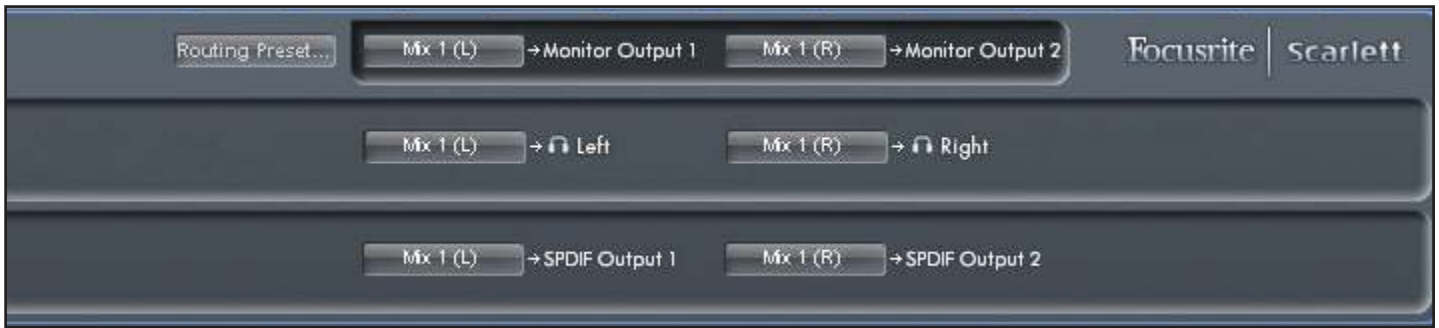 Routing Preset... Mix 1 (L) →Monitor Output 1 Mix 1 (R) →Monitor Output 2 Focusrite | Scarlett
Mix 1 (L) → Left Mix 1 (R) → Right
Mix 1 (L) →SPDIF Output 1 Mix 1 (R) →SPDIF Output 2